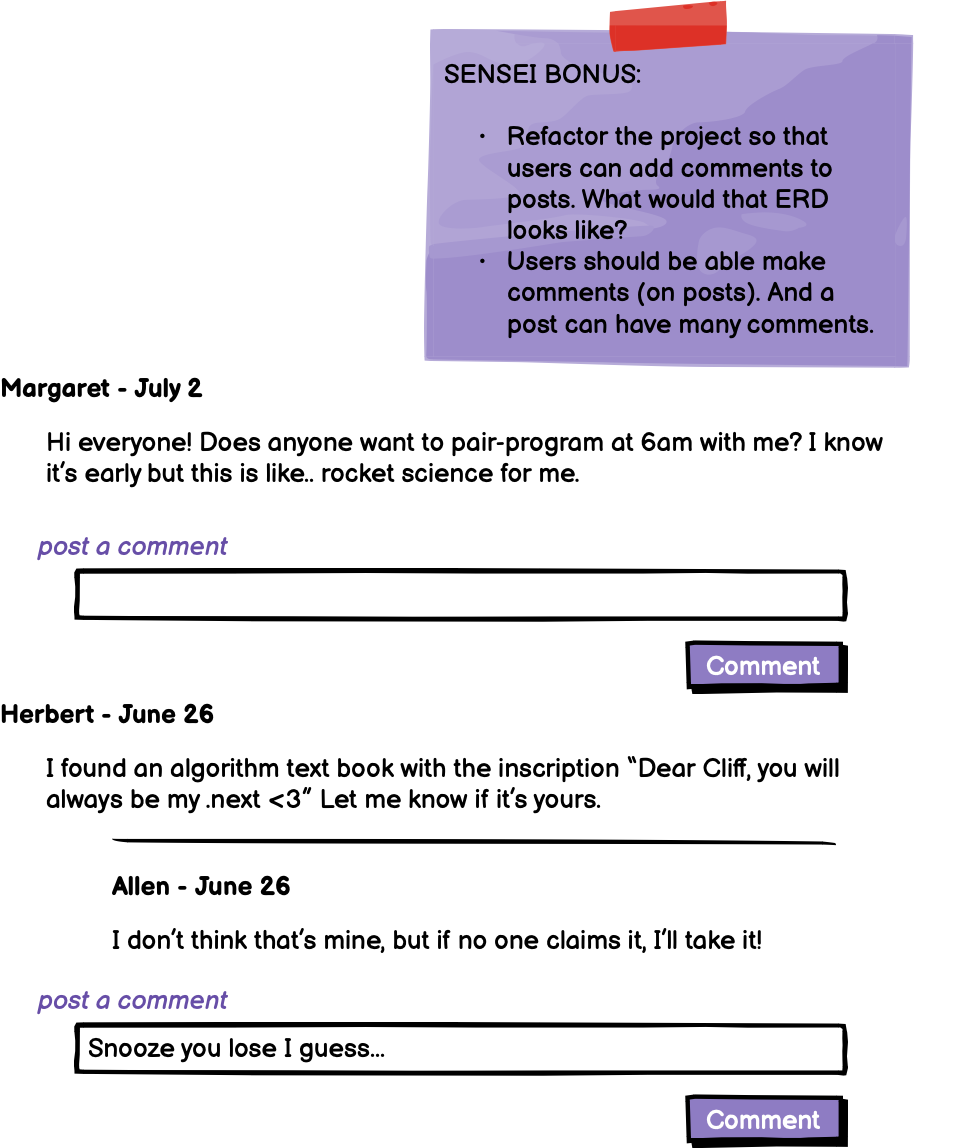 SENSEI BONUS:
• Refactor the project so that
users can add comments to
posts. What would that ERD
looks like?
• Users should be able make
comments (on posts). And a
post can have many comments.
Margaret - July 2
Hi everyone! Does anyone want to pair-program at 6am with me? I know
it's early but this is like.. rocket science for me.
post a comment
Comment
Herbert - June 26
I found an algorithm text book with the inscription "Dear Cliff, you will
always be my .next <3" Let me know if it's yours.
Allen - June 26
I don't think that's mine, but if no one claims it, I'll take it!
post a comment
Snooze you lose I guess...
Comment